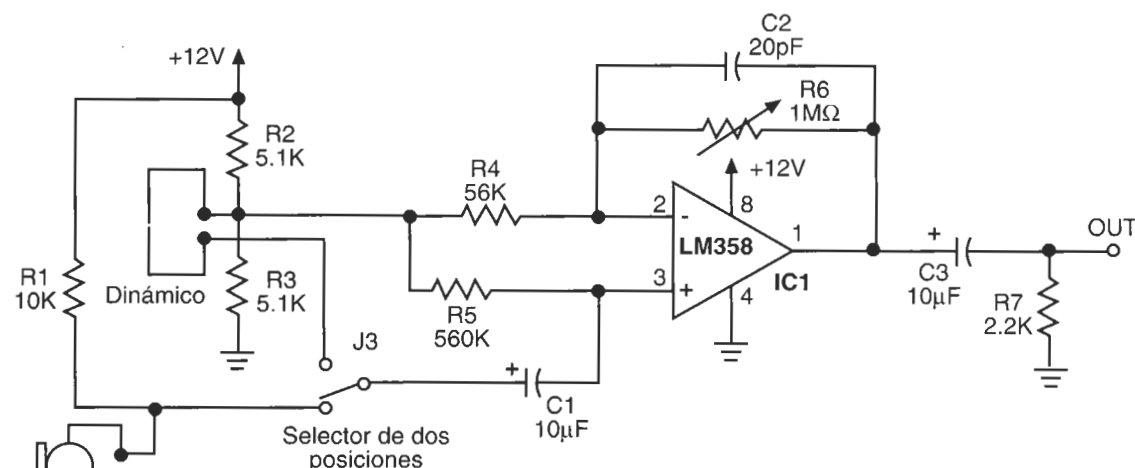 C2
20pF
+12V
R6
1MΩ
R2
5.1K
R4
56K
+12V
2
-
8
LM358
1
OUT
+
R1
10K
Dinámico
R3
5.1K
R5
560K
3
+
4
IC1
C3
10µF
R7
2.2K
J3
+
C1
10µF
Selector de dos
posiciones